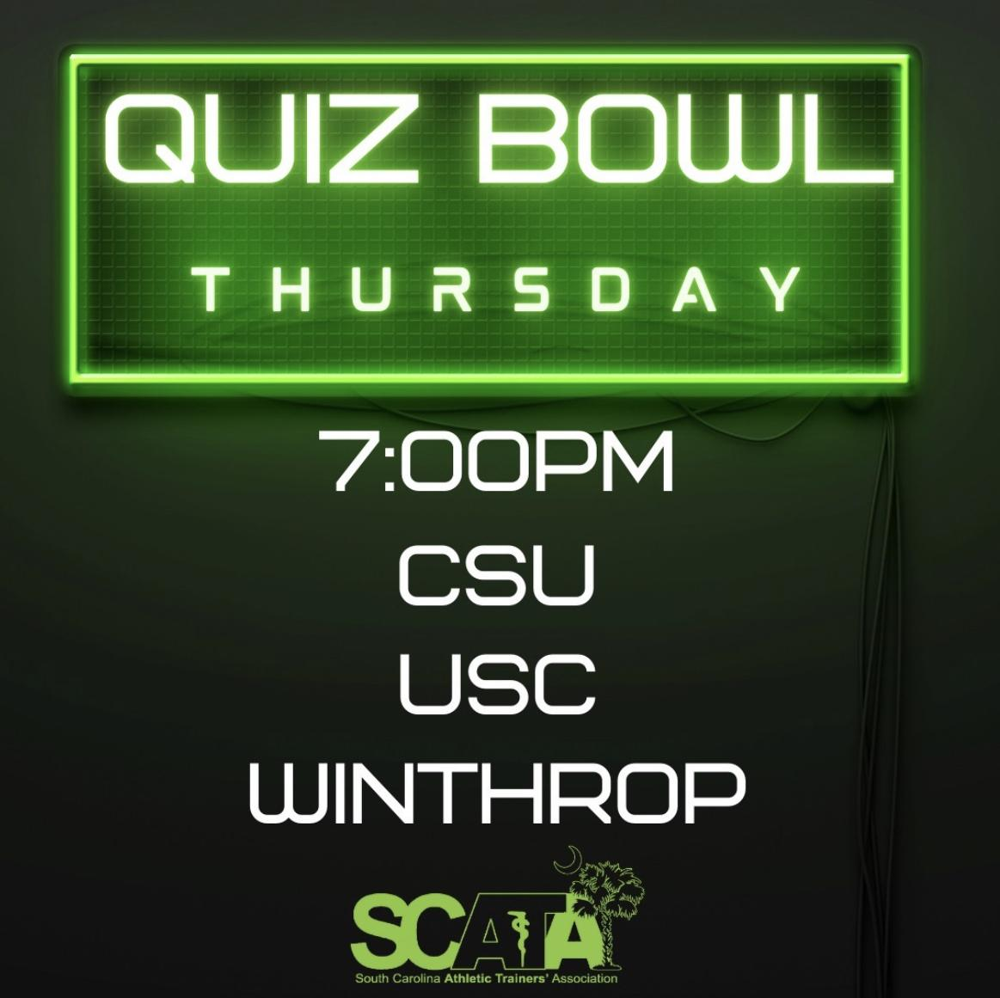 QUIZ BOWL
THURSDAY
7:00PM
CSU
USC
WINTHROP
SCATA
South Carolina Athletic Trainers' Association